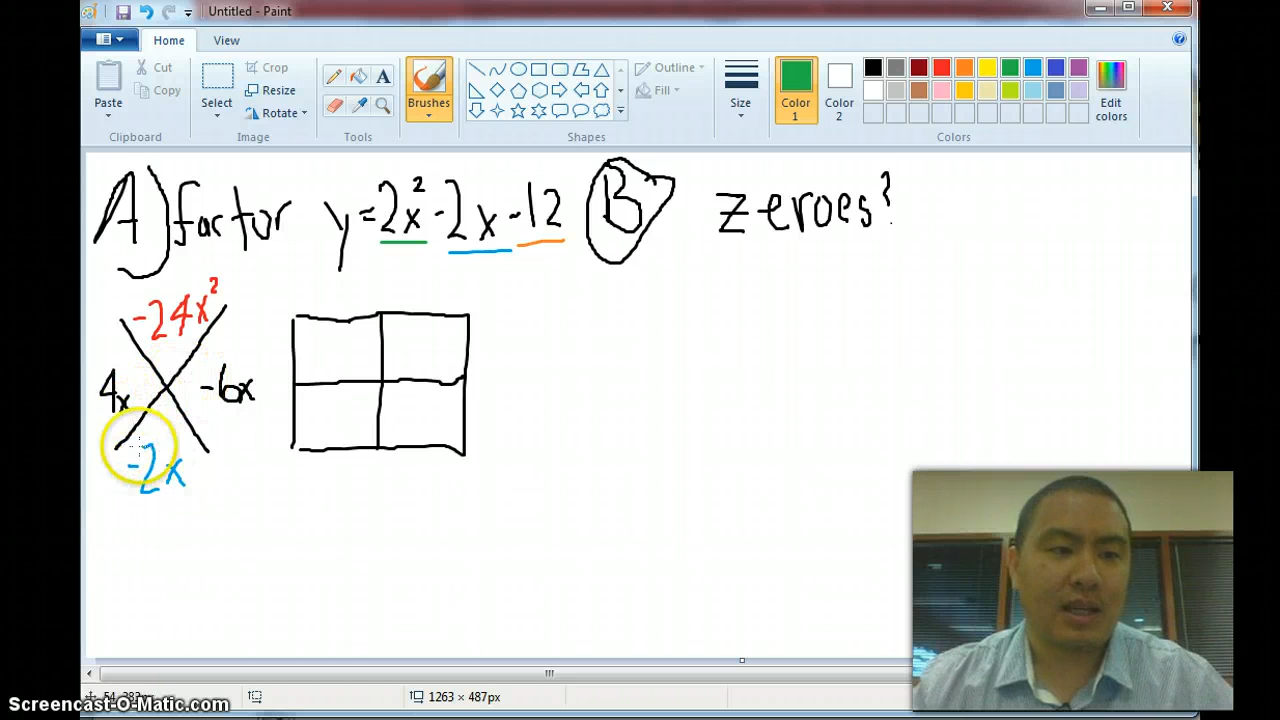 Untitled - Paint
Home View
Paste Cut Copy Clipboard
Select Crop Resize Rotate Image
A Tools
Brushes
Outline Fill Shapes
Size
Color 1 Color 2 Edit colors Colors
A) factor y=2x²-2x-12 B zeroes?
-24x²
4x -6x
-2x
1263 × 487px
SCREENCAST-O-MATIC.com